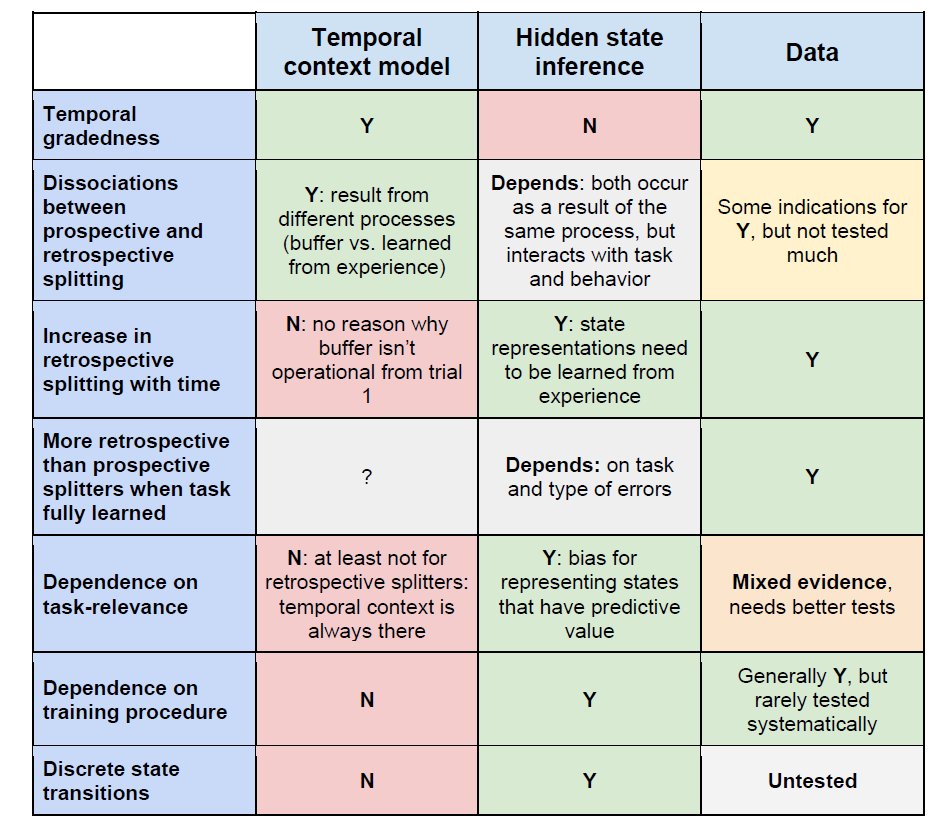 Temporal
context model
Hidden state
inference
Data
Temporal
gradedness
Y
N
Y
Dissociations
between
prospective and
retrospective
splitting
Y: result from
different processes
(buffer vs. learned
from experience)
Depends: both occur
as a result of the
same process, but
interacts with task
and behavior
Some indications for
Y, but not tested
much
Increase in
retrospective
splitting with time
N: no reason why
buffer isn’t
operational from trial
1
Y: state
representations need
to be learned from
experience
Y
More retrospective
than prospective
splitters when task
fully learned
?
Depends: on task
and type of errors
Y
Dependence on
task-relevance
N: at least not for
retrospective splitters:
temporal context is
always there
Y: bias for
representing states
that have predictive
value
Mixed evidence,
needs better tests
Dependence on
training procedure
N
Y
Generally Y, but
rarely tested
systematically
Discrete state
transitions
N
Y
Untested